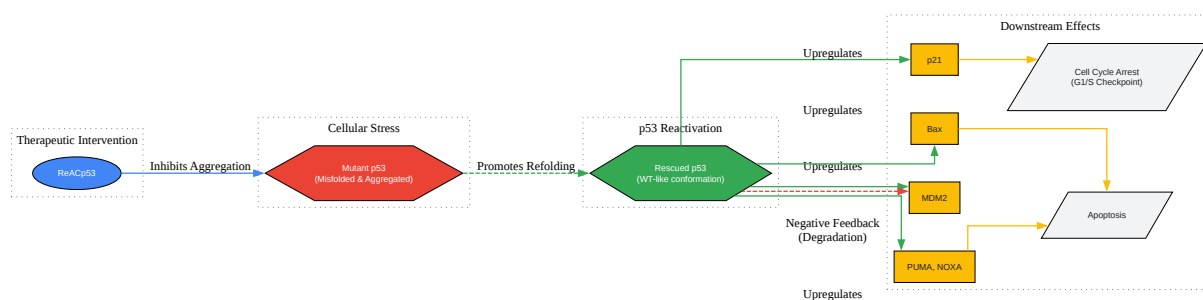 Therapeutic Intervention
ReACp53
Inhibits Aggregation
Cellular Stress
Mutant p53
(Misfolded & Aggregated)
Promotes Refolding
p53 Reactivation
Rescued p53
(WT-like conformation)
Upregulates
Upregulates
Upregulates
Negative Feedback
(Degradation)
Upregulates
Downstream Effects
p21
Cell Cycle Arrest
(G1/S Checkpoint)
Bax
MDM2
Apoptosis
PUMA, NOXA